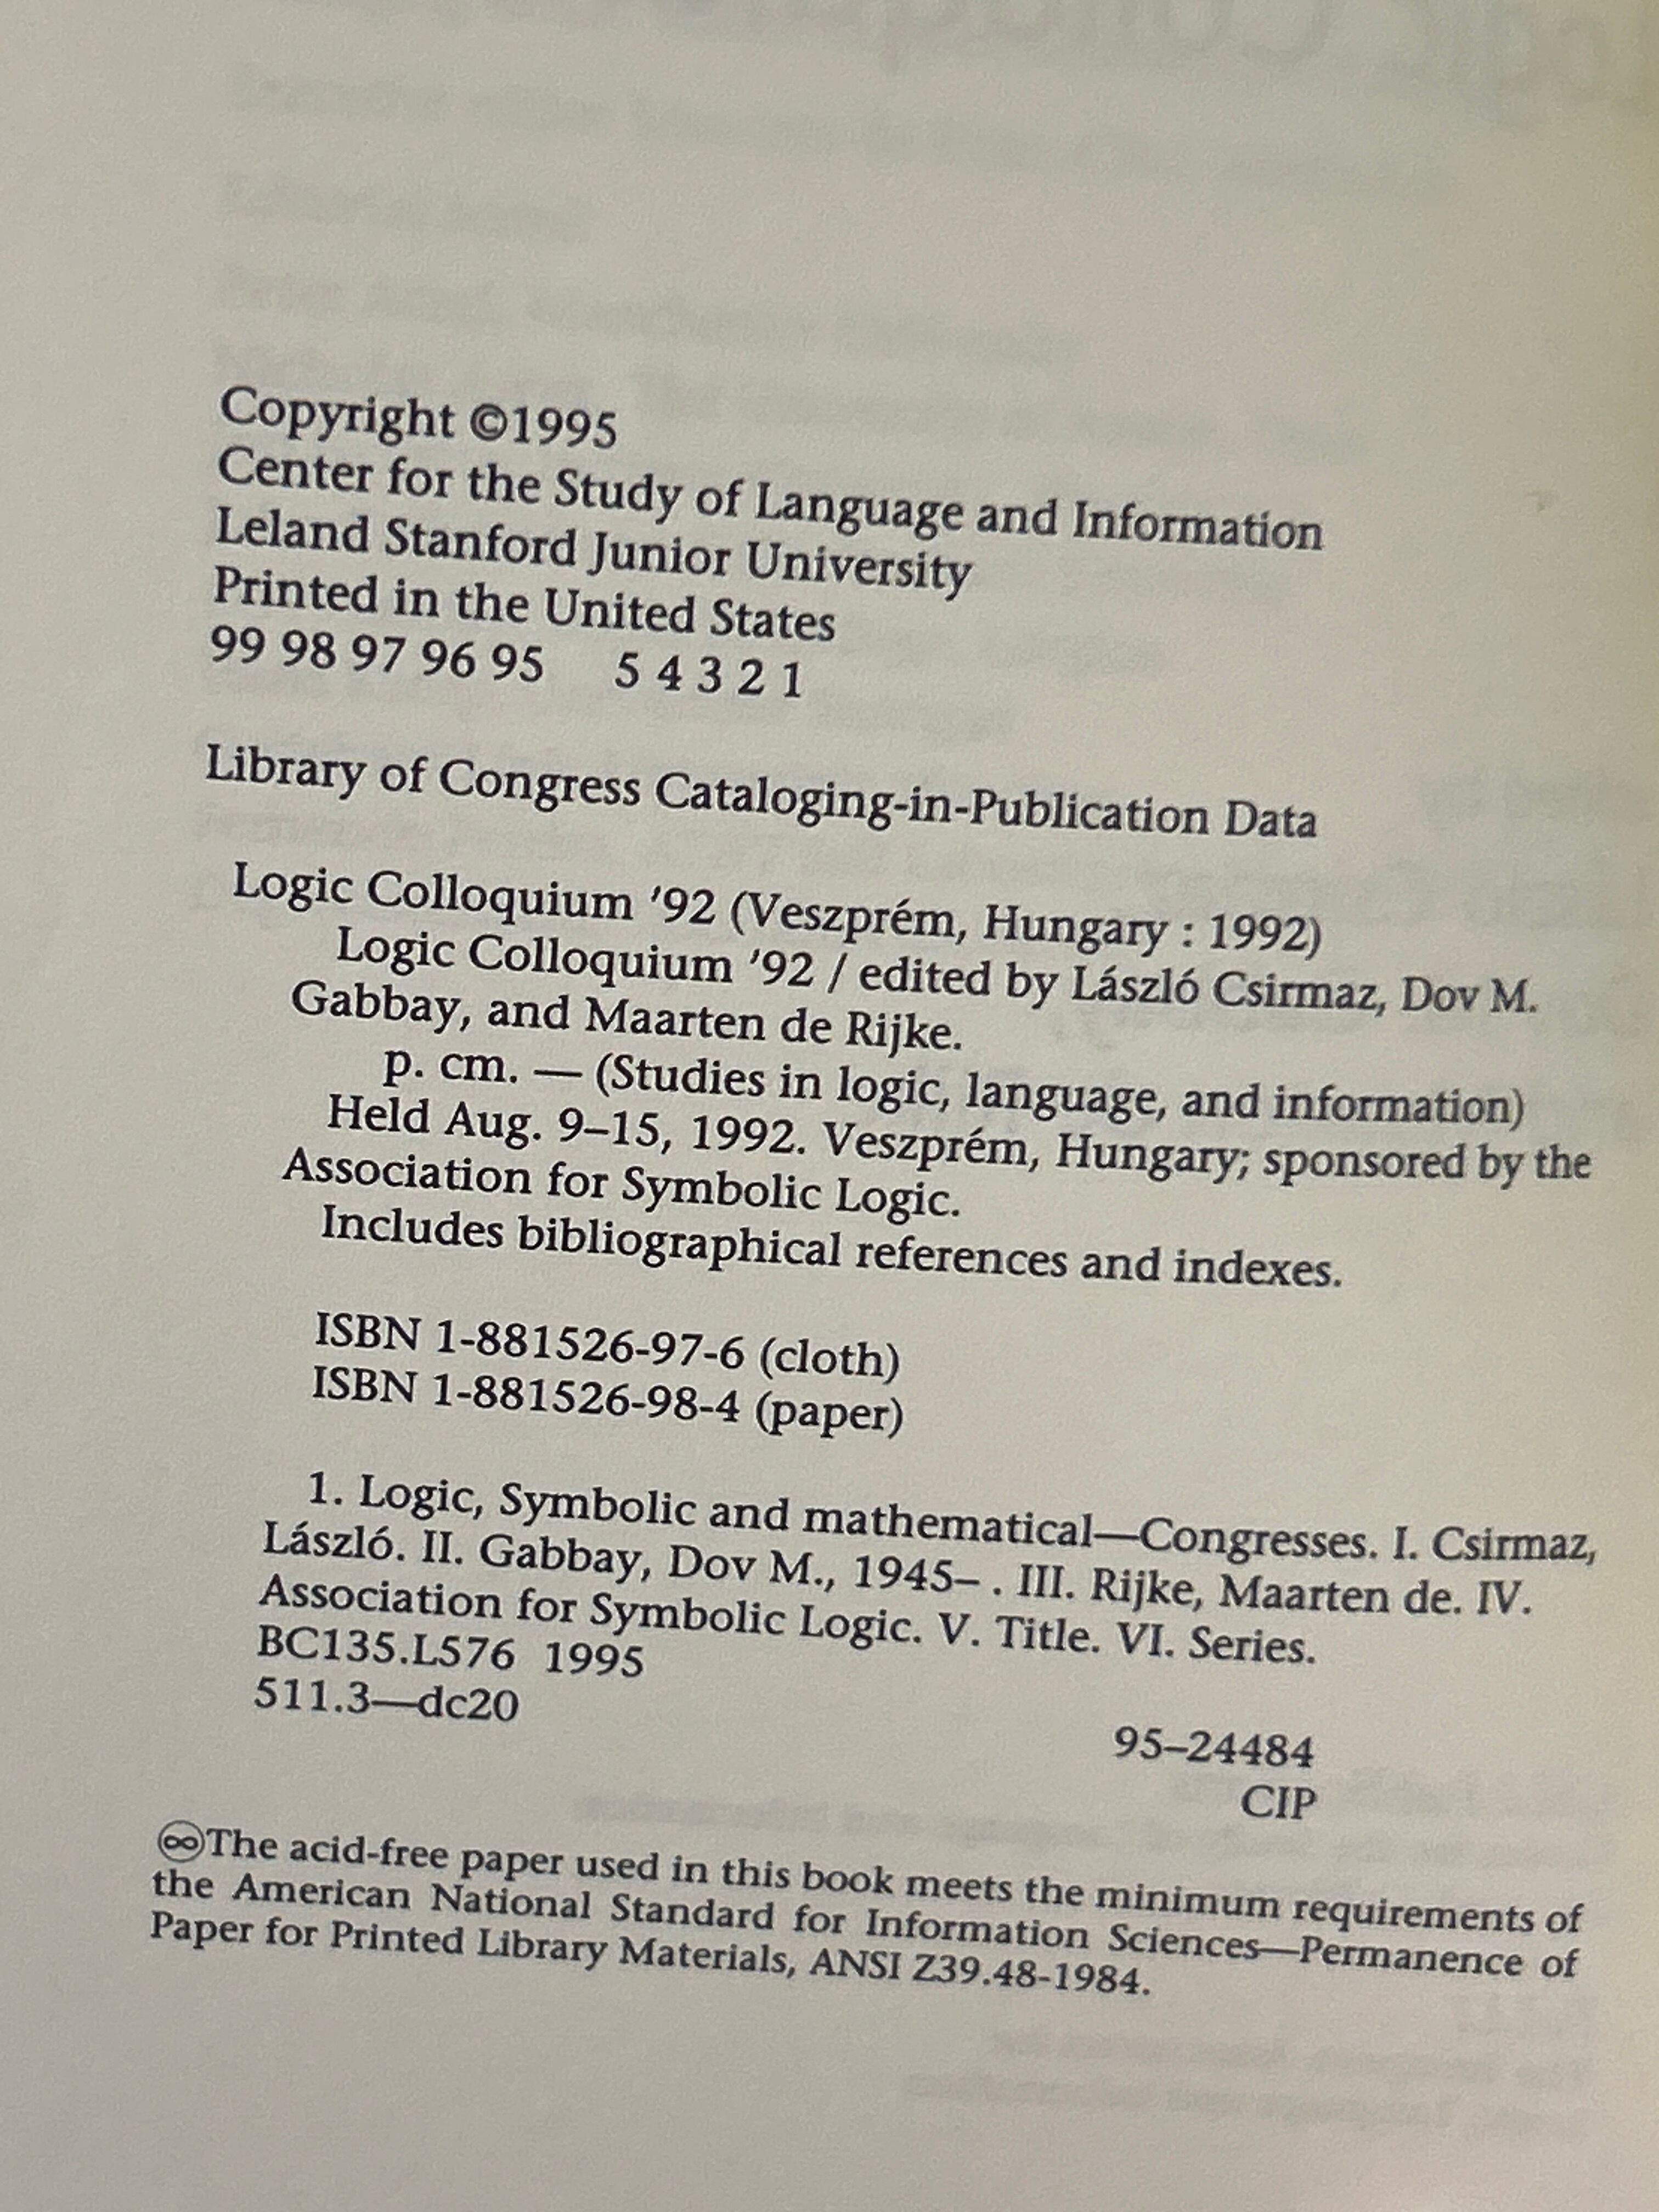 Copyright ©1995
Center for the Study of Language and Information
Leland Stanford Junior University
Printed in the United States
99 98 97 96 95 5 4 3 2 1
Library of Congress Cataloging-in-Publication Data
Logic Colloquium ’92 (Veszprém, Hungary : 1992)
Logic Colloquium ’92 / edited by László Csirmaz, Dov M.
Gabbay, and Maarten de Rijke.
p. cm. — (Studies in logic, language, and information)
Held Aug. 9–15, 1992. Veszprém, Hungary; sponsored by the
Association for Symbolic Logic.
Includes bibliographical references and indexes.
ISBN 1-881526-97-6 (cloth)
ISBN 1-881526-98-4 (paper)
1. Logic, Symbolic and mathematical—Congresses. I. Csirmaz,
László. II. Gabbay, Dov M., 1945– . III. Rijke, Maarten de. IV.
Association for Symbolic Logic. V. Title. VI. Series.
BC135.L576 1995
511.3—dc20
95–24484
CIP
♾The acid-free paper used in this book meets the minimum requirements of
the American National Standard for Information Sciences—Permanence of
Paper for Printed Library Materials, ANSI Z39.48-1984.